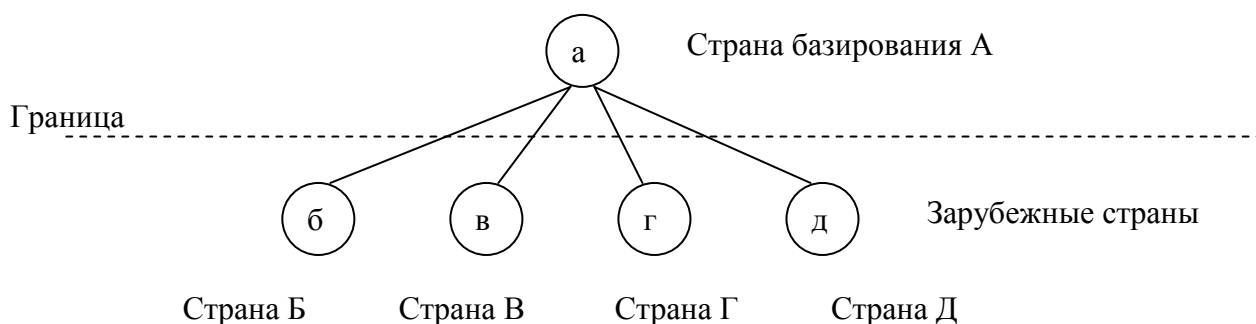 а
Страна базирования А
Граница
б
в
г
д
Зарубежные страны
Страна Б
Страна В
Страна Г
Страна Д